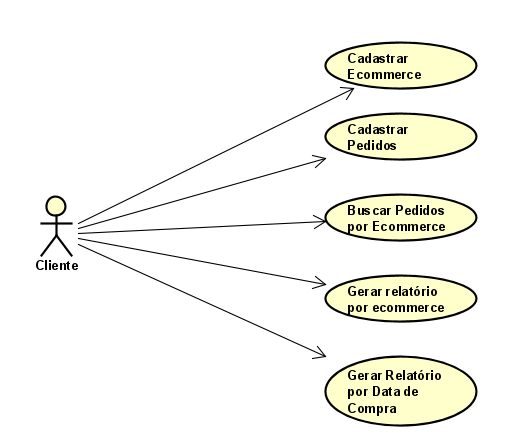 Cadastrar
Ecommerce
Cadastrar
Pedidos
Buscar Pedidos
por Ecommerce
Cliente
Gerar relatório
por ecommerce
Gerar Relatório
por Data de
Compra